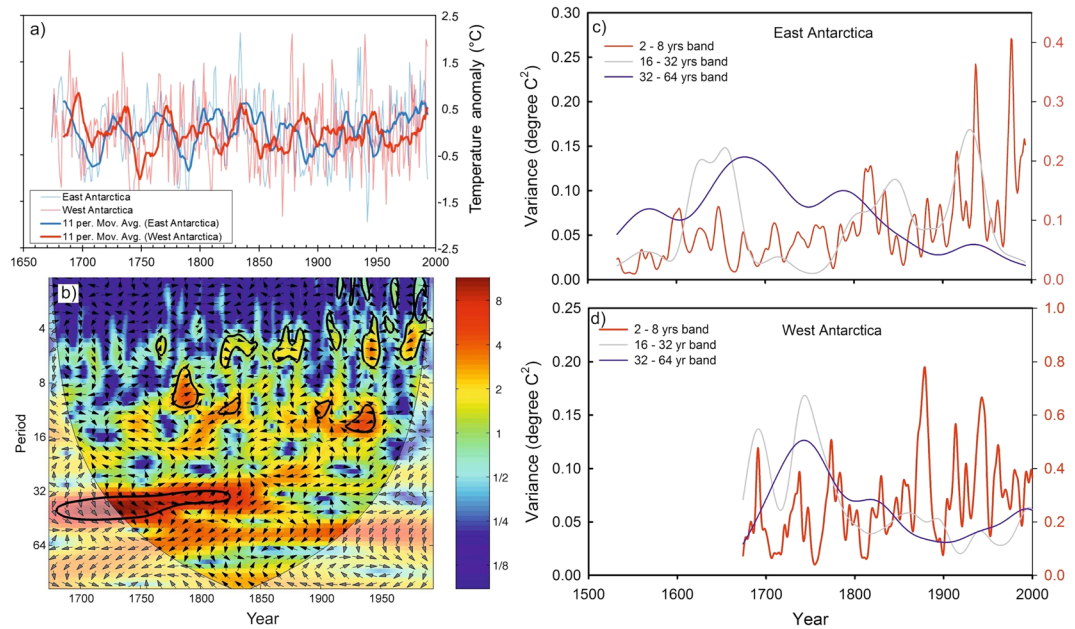 a)
2.5
1.5
0.5
-0.5
-1.5
-2.5
Temperature anomaly (°C)
East Antarctica
West Antarctica
11 per. Mov. Avg. (East Antarctica)
11 per. Mov. Avg. (West Antarctica)
1650 1700 1750 1800 1850 1900 1950 2000
b)
Period
4
8
16
32
64
8
4
2
1
1/2
1/4
1/8
1700 1750 1800 1850 1900 1950
Year
c)
East Antarctica
2 - 8 yrs band
16 - 32 yrs band
32 - 64 yrs band
Variance (degree C²)
0.30
0.25
0.20
0.15
0.10
0.05
0.00
0.4
0.3
0.2
0.1
0.0
d)
West Antarctica
2 - 8 yrs band
16 - 32 yr band
32 - 64 yr band
Variance (degree C²)
0.25
0.20
0.15
0.10
0.05
0.00
1.0
0.8
0.6
0.4
0.2
0.0
1500 1600 1700 1800 1900 2000
Year